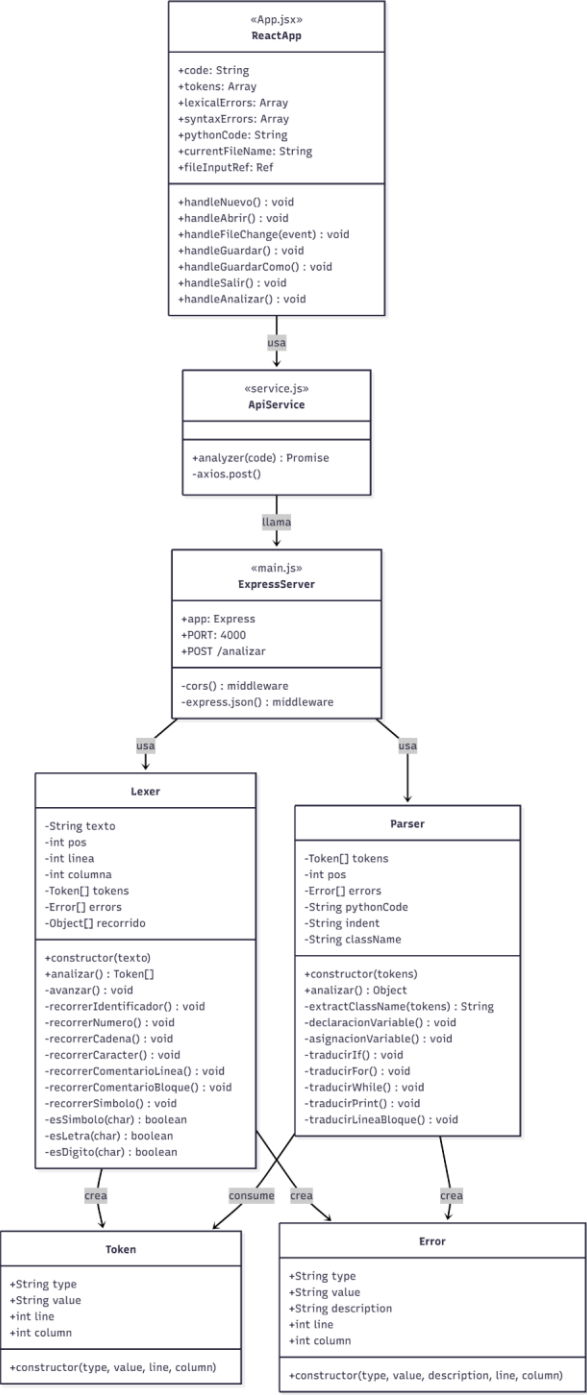 «App.jsx»
ReactApp
+code: String
+tokens: Array
+lexicalErrors: Array
+syntaxErrors: Array
+pythonCode: String
+currentFileName: String
+fileInputRef: Ref
+handleNuevo() : void
+handleAbrir() : void
+handleFileChange(event) : void
+handleGuardar() : void
+handleGuardarComo() : void
+handleSalir() : void
+handleAnalizar() : void
usa
«service.js»
ApiService
+analyzer(code) : Promise
-axios.post()
llama
«main.js»
ExpressServer
+app: Express
+PORT: 4000
+POST /analizar
-cors() : middleware
-express.json() : middleware
usa
usa
Lexer
-String texto
-int pos
-int linea
-int columna
-Token[] tokens
-Error[] errors
-Object[] recorrido
+constructor(texto)
+analizar() : Token[]
-avanzar() : void
-recorrerIdentificador() : void
-recorrerNumero() : void
-recorrerCadena() : void
-recorrerCaracter() : void
-recorrerComentarioLinea() : void
-recorrerComentarioBloque() : void
-recorrerSimbolo() : void
-esSimbolo(char) : boolean
-esLetra(char) : boolean
-esDigito(char) : boolean
Parser
-Token[] tokens
-int pos
-Error[] errors
-String pythonCode
-String indent
-String className
+constructor(tokens)
+analizar() : Object
-extractClassName(tokens) : String
-declaracionVariable() : void
-asignacionVariable() : void
-traducirIf() : void
-traducirFor() : void
-traducirWhile() : void
-traducirPrint() : void
-traducirLineaBloque() : void
crea
consume
crea
crea
Token
+String type
+String value
+int line
+int column
+constructor(type, value, line, column)
Error
+String type
+String value
+String description
+int line
+int column
+constructor(type, value, description, line, column)